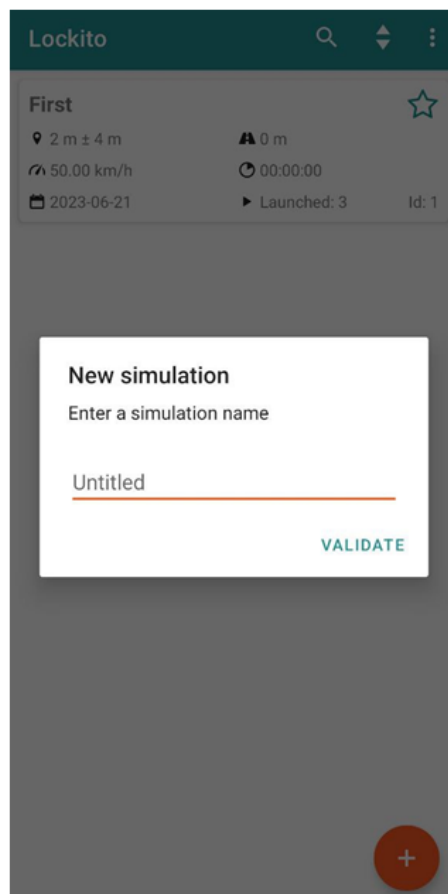 Lockito
First
2 m ± 4 m
0 m
50.00 km/h
00:00:00
2023-06-21
Launched: 3
Id: 1
New simulation
Enter a simulation name
Untitled
VALIDATE
+